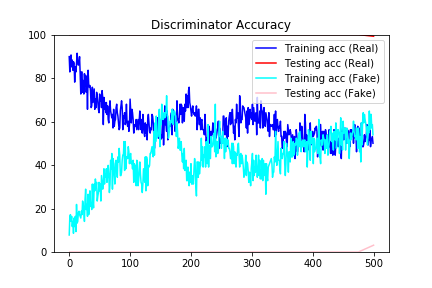 Discriminator Accuracy
100
80
60
40
20
0
Training acc (Real)
Testing acc (Real)
Training acc (Fake)
Testing acc (Fake)
0 100 200 300 400 500